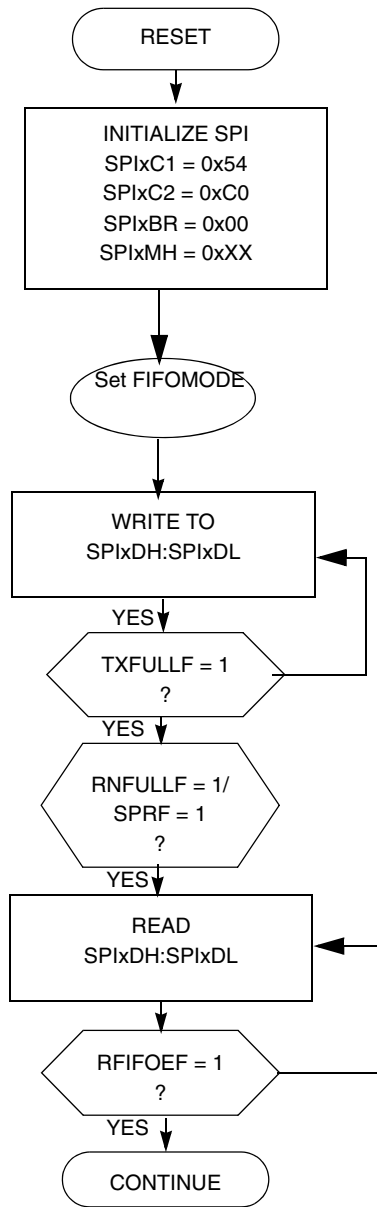 RESET
INITIALIZE SPI
SPIxC1 = 0x54
SPIxC2 = 0xC0
SPIxBR = 0x00
SPIxMH = 0xXX
Set FIFOMODE
WRITE TO
SPIxDH:SPIxDL
YES
TXFULLF = 1
?
YES
RNFULLF = 1/
SPRF = 1
?
YES
READ
SPIxDH:SPIxDL
RFIFOEF = 1
?
YES
CONTINUE